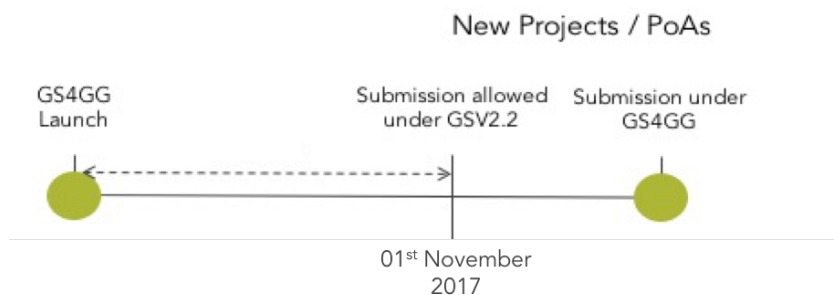 New Projects / PoAs
GS4GG
Launch
Submission allowed
under GSV2.2
Submission under
GS4GG
01st November
2017